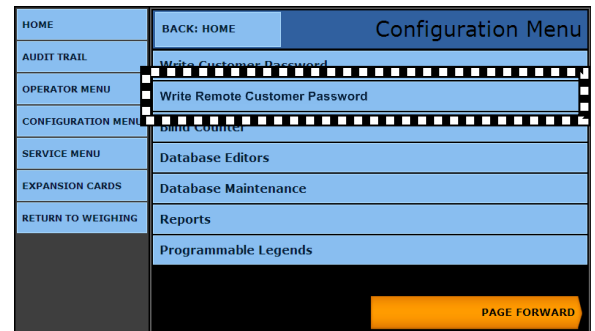 HOME
BACK: HOME
Configuration Menu
AUDIT TRAIL
Write Customer Password
OPERATOR MENU
Write Remote Customer Password
CONFIGURATION MENU
Blind Counter
SERVICE MENU
Database Editors
EXPANSION CARDS
Database Maintenance
RETURN TO WEIGHING
Reports
Programmable Legends
PAGE FORWARD